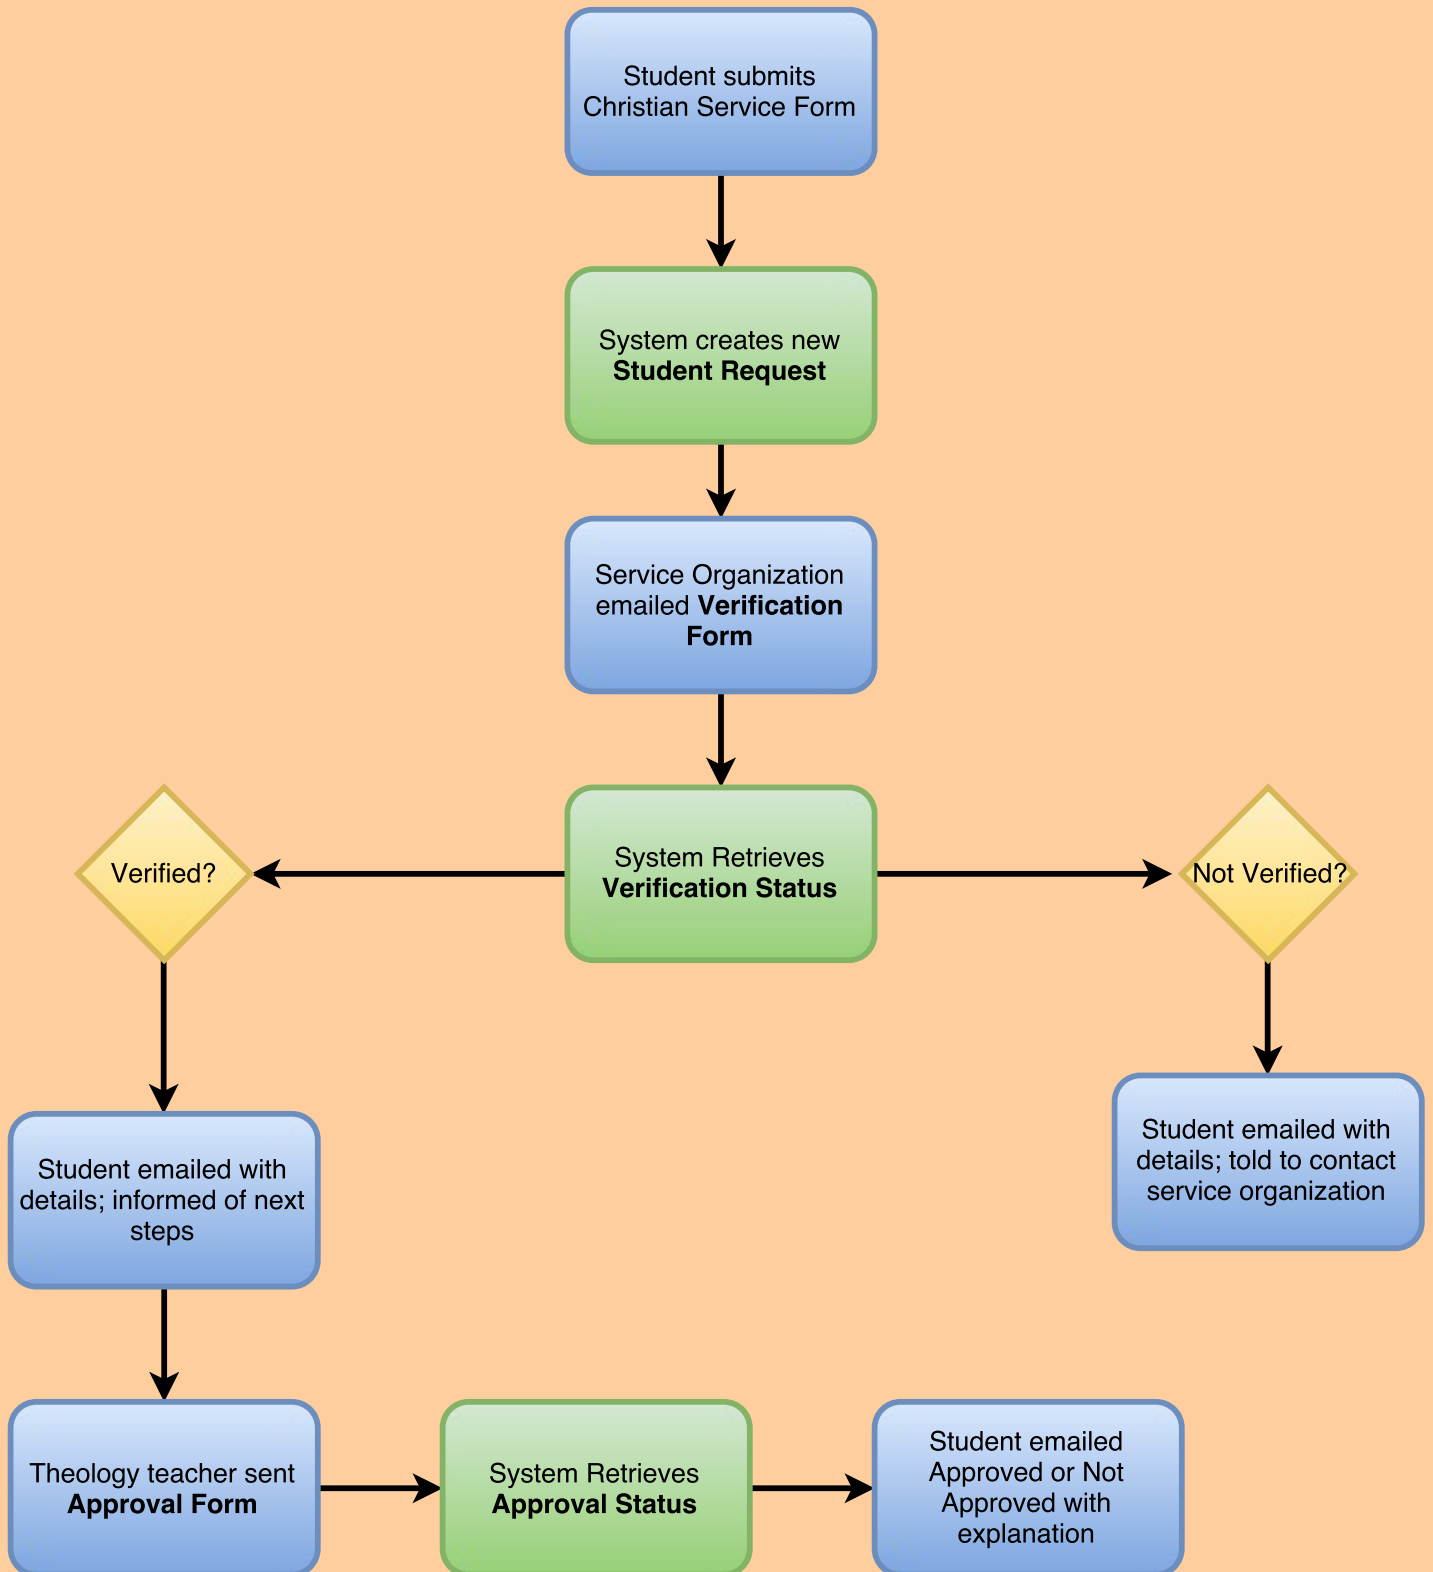 Student submits
Christian Service Form
System creates new
Student Request
Service Organization
emailed Verification
Form
Verified?
System Retrieves
Verification Status
Not Verified?
Student emailed with
details; informed of next
steps
Student emailed with
details; told to contact
service organization
Theology teacher sent
Approval Form
System Retrieves
Approval Status
Student emailed
Approved or Not
Approved with
explanation